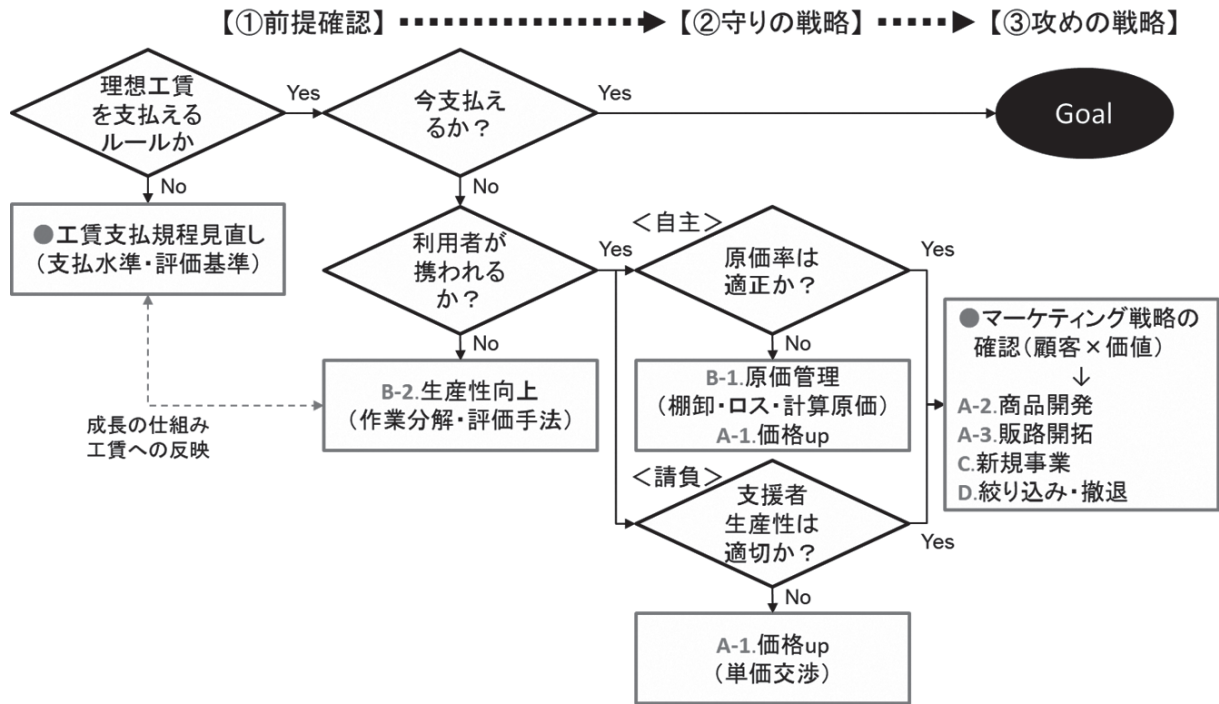 【①前提確認】
【②守りの戦略】
【③攻めの戦略】
理想工賃
を支払える
ルールか
Yes
今支払え
るか？
Yes
Goal
No
No
●工賃支払規程見直し
（支払水準・評価基準）
利用者が
携われる
か？
Yes
＜自主＞
原価率は
適正か？
Yes
No
No
B-2.生産性向上
（作業分解・評価手法）
成長の仕組み
工賃への反映
B-1.原価管理
（棚卸・ロス・計算原価）
A-1.価格up
●マーケティング戦略の
確認（顧客×価値）
↓
A-2.商品開発
A-3.販路開拓
C.新規事業
D.絞り込み・撤退
＜請負＞
支援者
生産性は
適切か？
Yes
No
A-1.価格up
（単価交渉）